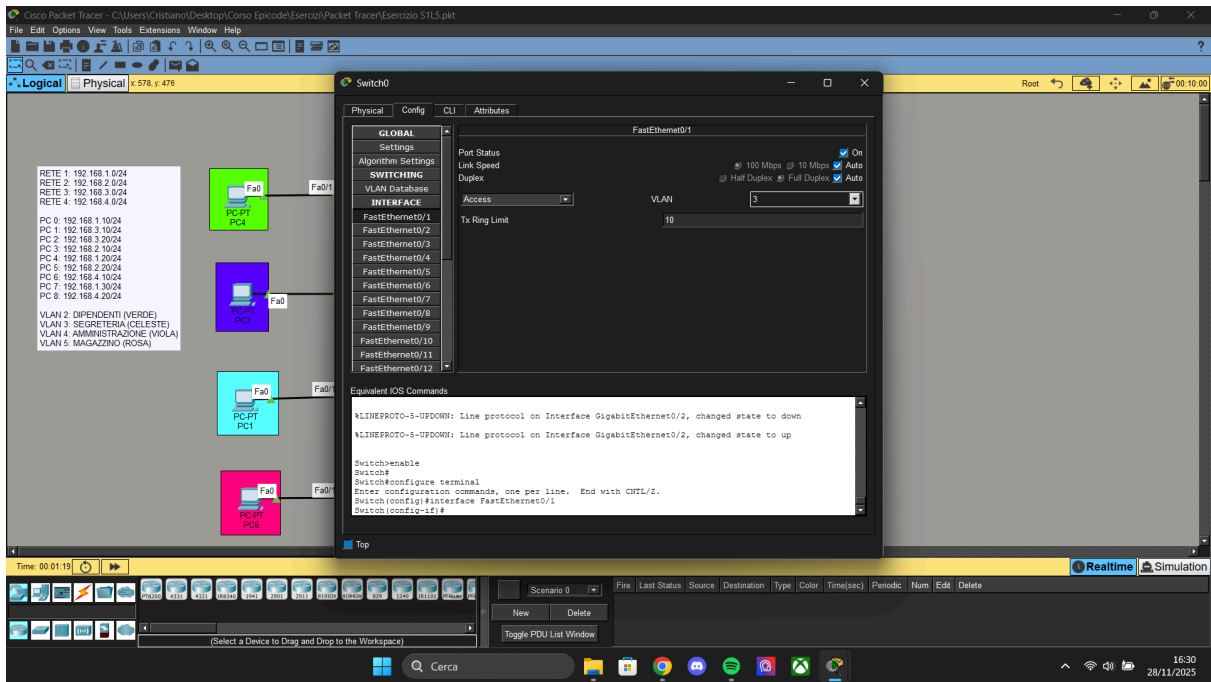 Cisco Packet Tracer - C:\Users\Cristiano\Desktop\Corso Epicode\Esercizi\Packet Tracer\Esercizio S1L5.pkt
File Edit Options View Tools Extensions Window Help
?
Logical Physical x: 578, y: 476
Root 00:10:00
Switch0
Physical Config CLI Attributes
GLOBAL
Settings
Algorithm Settings
SWITCHING
VLAN Database
INTERFACE
FastEthernet0/1
FastEthernet0/2
FastEthernet0/3
FastEthernet0/4
FastEthernet0/5
FastEthernet0/6
FastEthernet0/7
FastEthernet0/8
FastEthernet0/9
FastEthernet0/10
FastEthernet0/11
FastEthernet0/12
FastEthernet0/1
Port Status On
Link Speed 100 Mbps 10 Mbps Auto
Duplex Half Duplex Full Duplex Auto
Access VLAN 3
Tx Ring Limit 10
Equivalent IOS Commands
%LINEPROTO-5-UPDOWN: Line protocol on Interface GigabitEthernet0/2, changed state to down
%LINEPROTO-5-UPDOWN: Line protocol on Interface GigabitEthernet0/2, changed state to up
Switch>enable
Switch#
Switch#configure terminal
Enter configuration commands, one per line. End with CNTL/Z.
Switch(config)#interface FastEthernet0/1
Switch(config-if)#
Top
RETE 1: 192.168.1.0/24
RETE 2: 192.168.2.0/24
RETE 3: 192.168.3.0/24
RETE 4: 192.168.4.0/24
PC 0: 192.168.1.10/24
PC 1: 192.168.3.10/24
PC 2: 192.168.3.20/24
PC 3: 192.168.2.10/24
PC 4: 192.168.1.20/24
PC 5: 192.168.2.20/24
PC 6: 192.168.4.10/24
PC 7: 192.168.1.30/24
PC 8: 192.168.4.20/24
VLAN 2: DIPENDENTI (VERDE)
VLAN 3: SEGRETERIA (CELESTE)
VLAN 4: AMMINISTRAZIONE (VIOLA)
VLAN 5: MAGAZZINO (ROSA)
Fa0 Fa0/1
PC-PT
PC4
Fa0
PC-PT
Fa0 Fa0/1
PC-PT
PC1
Fa0 Fa0/1
PC-PT
PC6
Time: 00:01:19
Realtime Simulation
PT8200 4331 4321 IR8340 1941 2901 2911 819IOX 819HGW 829 1240 IR1101
(Select a Device to Drag and Drop to the Workspace)
Scenario 0
New Delete
Toggle PDU List Window
Fire Last Status Source Destination Type Color Time(sec) Periodic Num Edit Delete
Cerca
16:30
28/11/2025